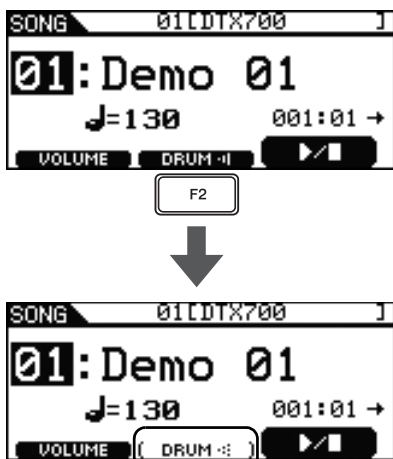 SONG 01[DTX700 ]
01:Demo 01
♩=130 001:01 →
VOLUME DRUM
F2
SONG 01[DTX700 ]
01:Demo 01
♩=130 001:01 →
VOLUME [ DRUM ]